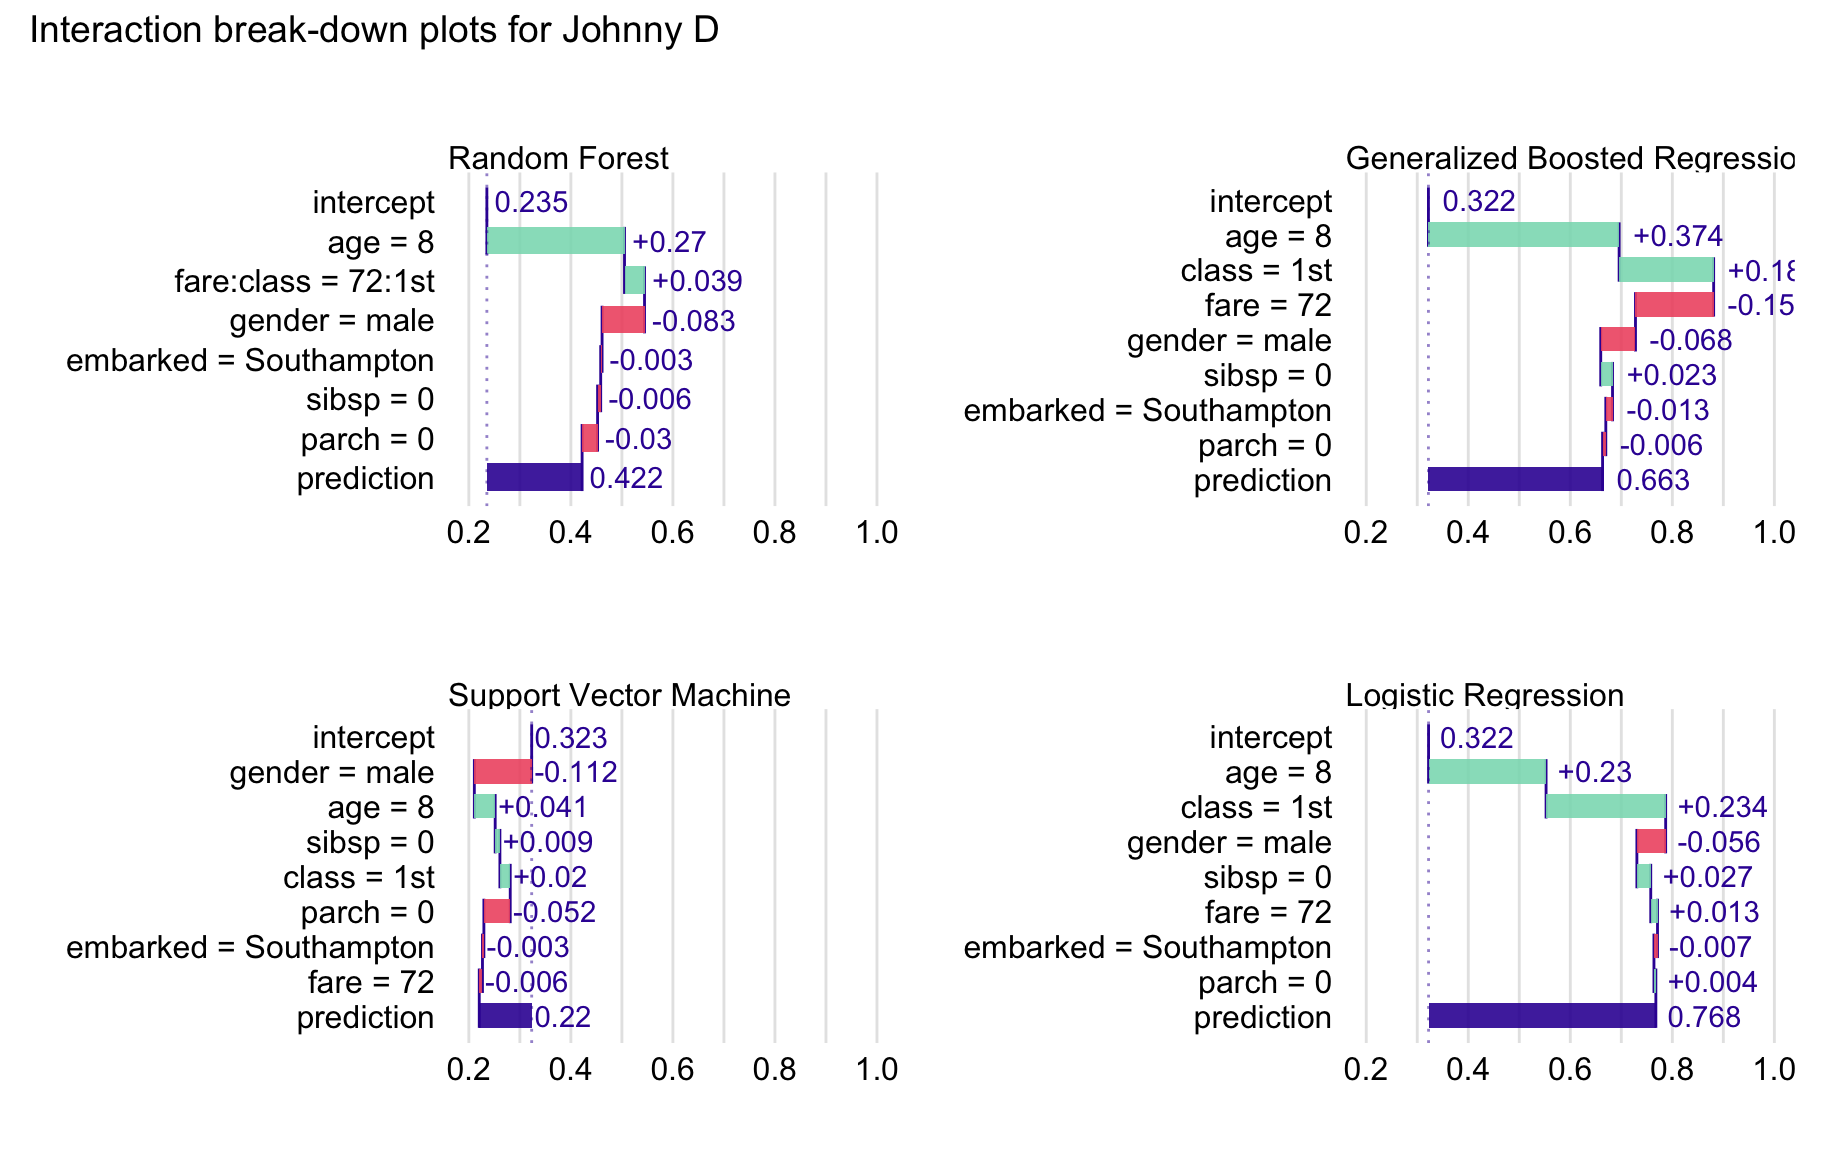 Interaction break-down plots for Johnny D
Random Forest
intercept 0.235
age = 8 +0.27
fare:class = 72:1st +0.039
gender = male -0.083
embarked = Southampton -0.003
sibsp = 0 -0.006
parch = 0 -0.03
prediction 0.422
0.2 0.4 0.6 0.8 1.0
Generalized Boosted Regressio
intercept 0.322
age = 8 +0.374
class = 1st +0.18
fare = 72 -0.15
gender = male -0.068
sibsp = 0 +0.023
embarked = Southampton -0.013
parch = 0 -0.006
prediction 0.663
0.2 0.4 0.6 0.8 1.0
Support Vector Machine
intercept 0.323
gender = male -0.112
age = 8 +0.041
sibsp = 0 +0.009
class = 1st +0.02
parch = 0 -0.052
embarked = Southampton -0.003
fare = 72 -0.006
prediction 0.22
0.2 0.4 0.6 0.8 1.0
Logistic Regression
intercept 0.322
age = 8 +0.23
class = 1st +0.234
gender = male -0.056
sibsp = 0 +0.027
fare = 72 +0.013
embarked = Southampton -0.007
parch = 0 +0.004
prediction 0.768
0.2 0.4 0.6 0.8 1.0